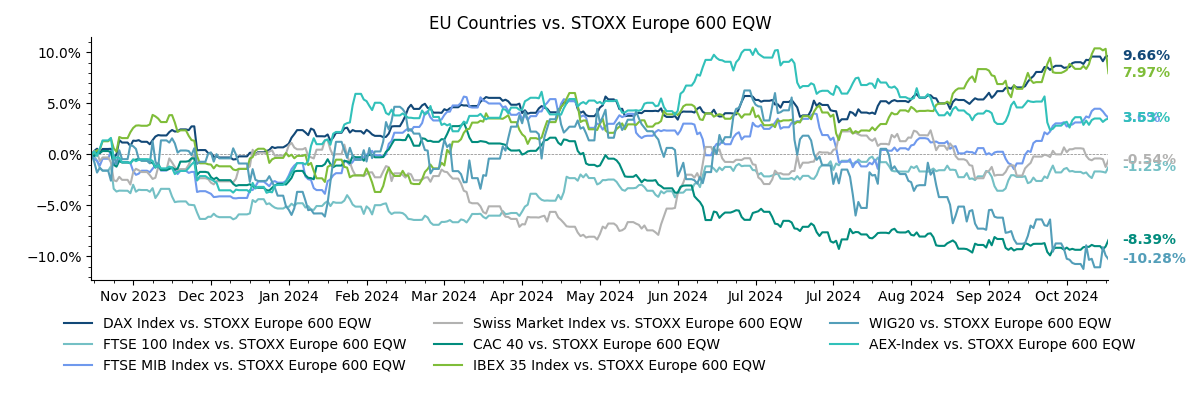 EU Countries vs. STOXX Europe 600 EQW
10.0%
5.0%
0.0%
−5.0%
−10.0%
9.66%
7.97%
3.53%
-0.54%
-1.23%
-8.39%
-10.28%
Nov 2023 Dec 2023 Jan 2024 Feb 2024 Mar 2024 Apr 2024 May 2024 Jun 2024 Jul 2024 Jul 2024 Aug 2024 Sep 2024 Oct 2024
DAX Index vs. STOXX Europe 600 EQW Swiss Market Index vs. STOXX Europe 600 EQW WIG20 vs. STOXX Europe 600 EQW
FTSE 100 Index vs. STOXX Europe 600 EQW CAC 40 vs. STOXX Europe 600 EQW AEX-Index vs. STOXX Europe 600 EQW
FTSE MIB Index vs. STOXX Europe 600 EQW IBEX 35 Index vs. STOXX Europe 600 EQW